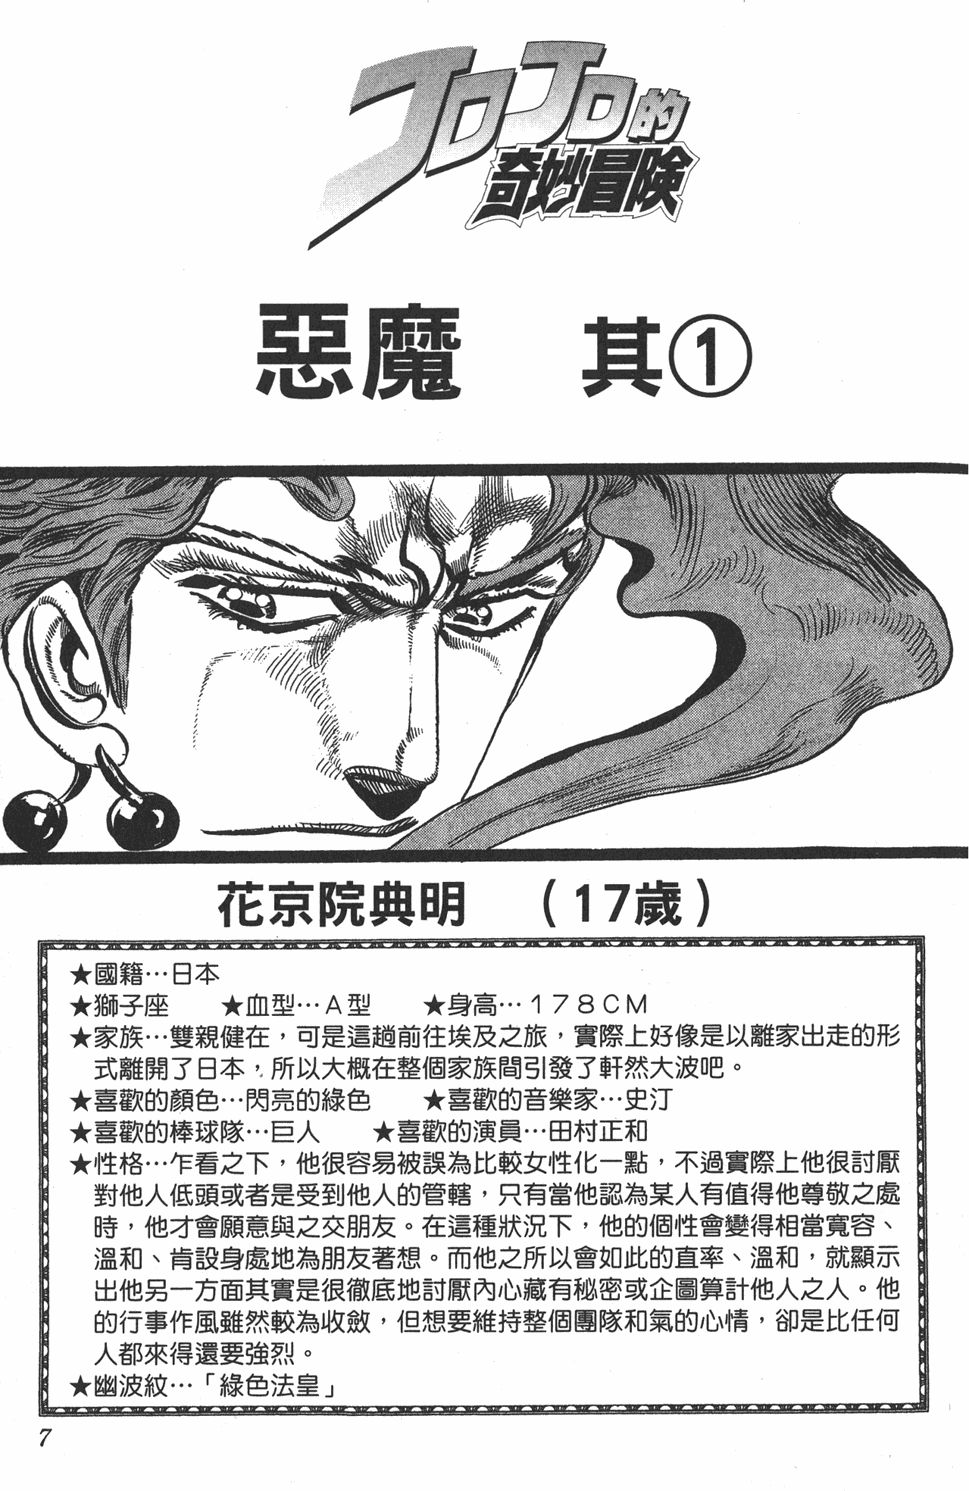 JOJO的
奇妙冒険
惡魔　其①
花京院典明　（17歲）
★國籍…日本
★獅子座　★血型…Ａ型　★身高…１７８ＣＭ
★家族…雙親健在，可是這趟前往埃及之旅，實際上好像是以離家出走的形
式離開了日本，所以大概在整個家族間引發了軒然大波吧。
★喜歡的顏色…閃亮的綠色　★喜歡的音樂家…史汀
★喜歡的棒球隊…巨人　★喜歡的演員…田村正和
★性格…乍看之下，他很容易被誤為比較女性化一點，不過實際上他很討厭
對他人低頭或者是受到他人的管轄，只有當他認為某人有值得他尊敬之處
時，他才會願意與之交朋友。在這種狀況下，他的個性會變得相當寬容、
溫和、肯設身處地為朋友著想。而他之所以會如此的直率、溫和，就顯示
出他另一方面其實是很徹底地討厭內心藏有秘密或企圖算計他人之人。他
的行事作風雖然較為收斂，但想要維持整個團隊和氣的心情，卻是比任何
人都來得還要強烈。
★幽波紋…「綠色法皇」
7